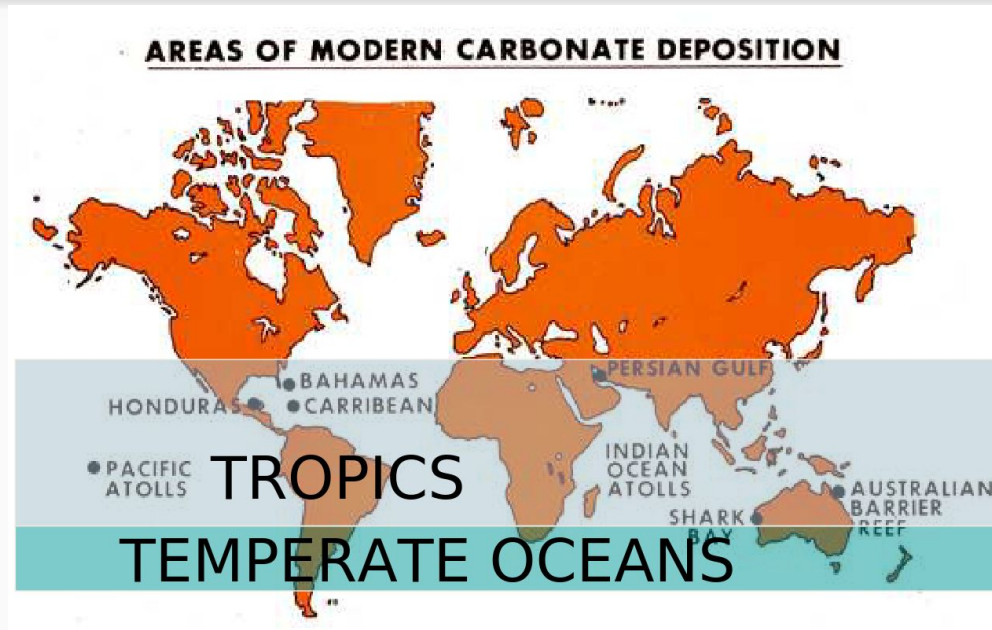 AREAS OF MODERN CARBONATE DEPOSITION
PERSIAN GULF
BAHAMAS
HONDURAS
CARRIBEAN
INDIAN
OCEAN
ATOLLS
PACIFIC
ATOLLS
TROPICS
AUSTRALIAN
BARRIER
REEF
SHARK
BAY
TEMPERATE OCEANS